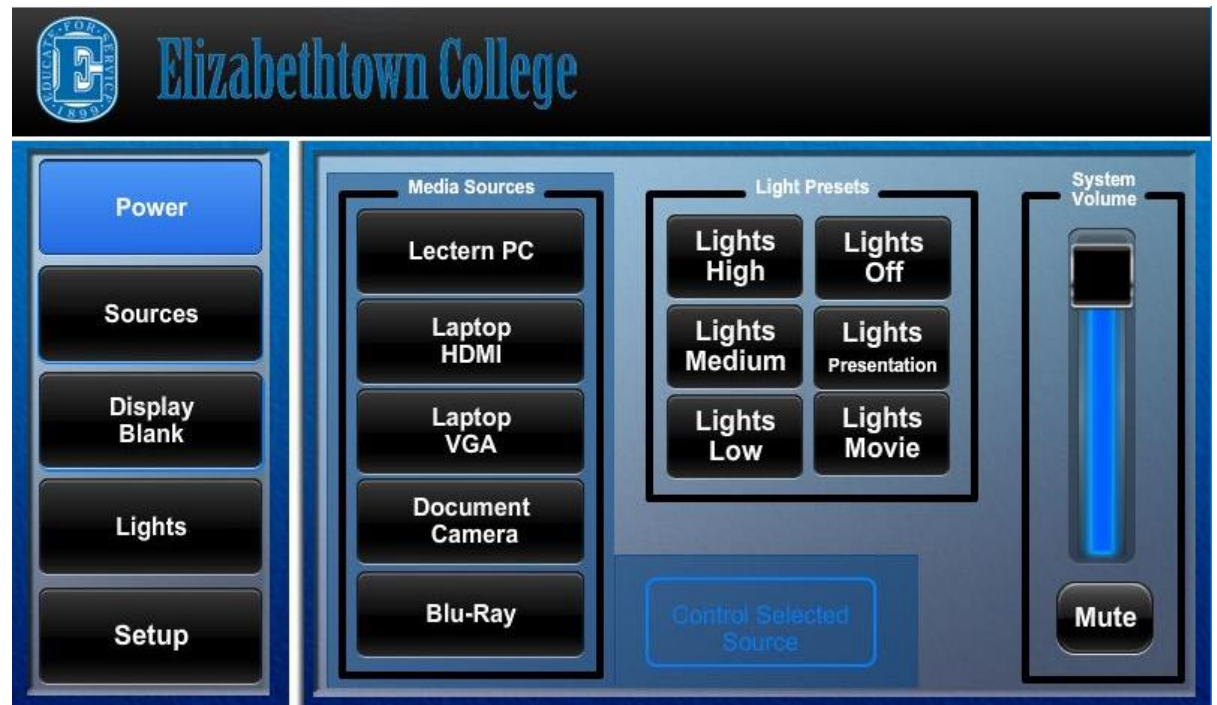 EDUCATE·FOR·SERVICE
·1899·
E
Elizabethtown College
Power
Sources
Display
Blank
Lights
Setup
Media Sources
Lectern PC
Laptop
HDMI
Laptop
VGA
Document
Camera
Blu-Ray
Light Presets
Lights
High
Lights
Off
Lights
Medium
Lights
Presentation
Lights
Low
Lights
Movie
Control Selected
Source
System
Volume
Mute